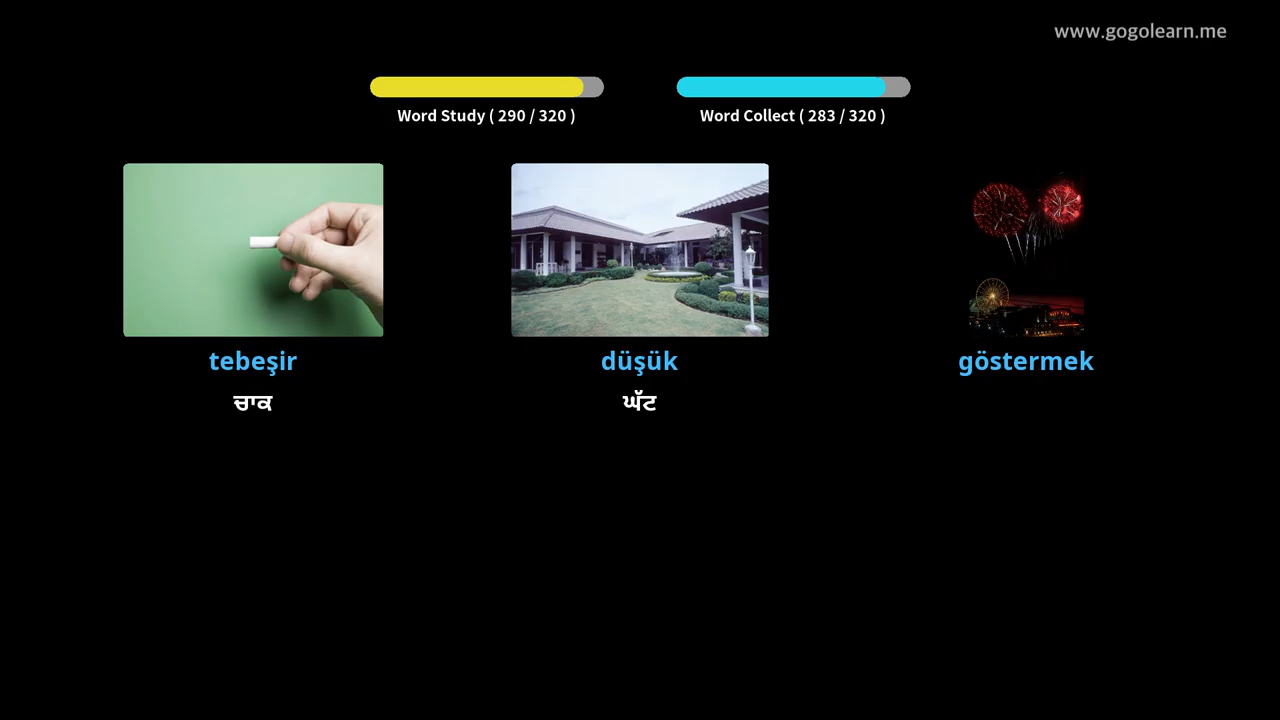 www.gogolearn.me
Word Study ( 290 / 320 )
Word Collect ( 283 / 320 )
tebeşir
düşük
göstermek
ਚਾਕ
ਘੱਟ